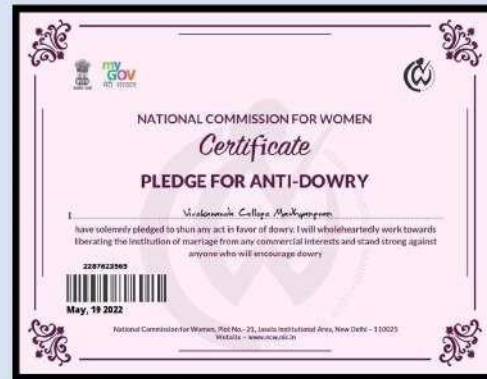 my
GOV
मेरी सरकार
NATIONAL COMMISSION FOR WOMEN
Certificate
PLEDGE FOR ANTI-DOWRY
I Vivekananda College
have solemnly pledged to shun any act in favor of dowry. I will wholeheartedly work towards
liberating the institution of marriage from any commercial interests and stand strong against
anyone who will encourage dowry
2287623565
May, 19 2022
National Commission for Women, Plot No.- 21, Jasola Institutional Area, New Delhi - 110025
Website - www.ncw.nic.in